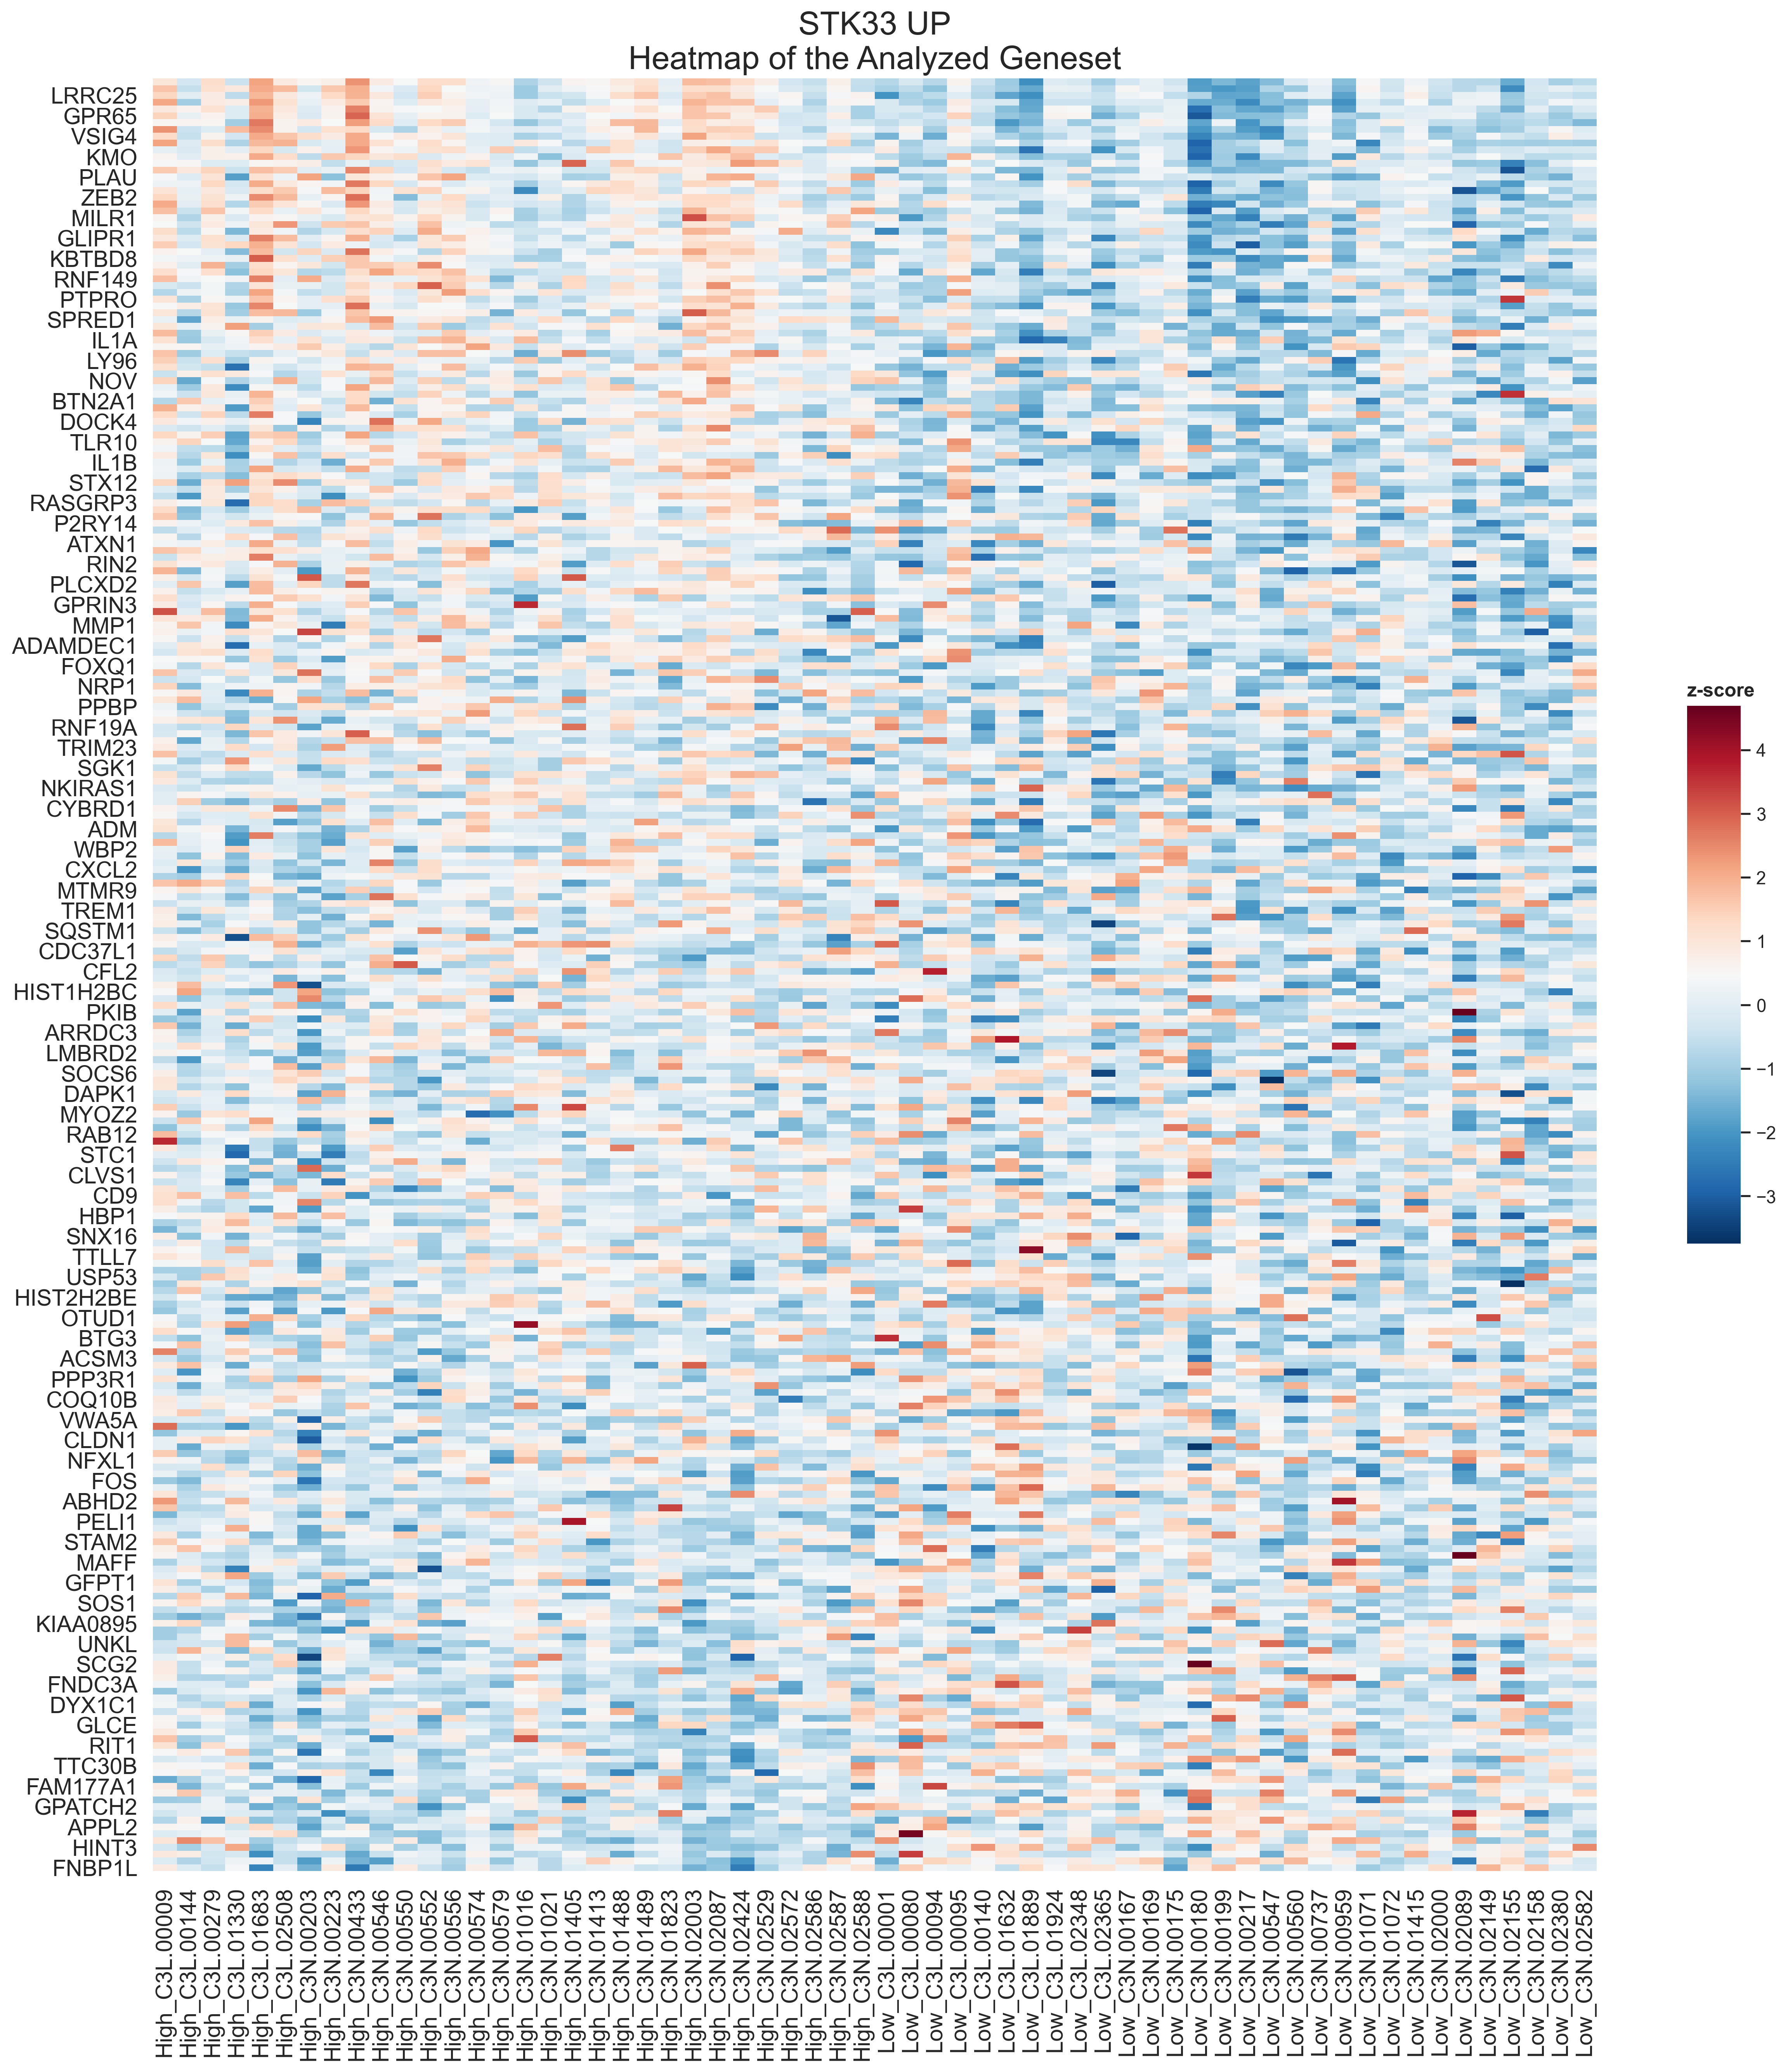 STK33 UP
Heatmap of the Analyzed Geneset
LRRC25
GPR65
VSIG4
KMO
PLAU
ZEB2
MILR1
GLIPR1
KBTBD8
RNF149
PTPRO
SPRED1
IL1A
LY96
NOV
BTN2A1
DOCK4
TLR10
IL1B
STX12
RASGRP3
P2RY14
ATXN1
RIN2
PLCXD2
GPRIN3
MMP1
ADAMDEC1
FOXQ1
NRP1
PPBP
RNF19A
TRIM23
SGK1
NKIRAS1
CYBRD1
ADM
WBP2
CXCL2
MTMR9
TREM1
SQSTM1
CDC37L1
CFL2
HIST1H2BC
PKIB
ARRDC3
LMBRD2
SOCS6
DAPK1
MYOZ2
RAB12
STC1
CLVS1
CD9
HBP1
SNX16
TTLL7
USP53
HIST2H2BE
OTUD1
BTG3
ACSM3
PPP3R1
COQ10B
VWA5A
CLDN1
NFXL1
FOS
ABHD2
PELI1
STAM2
MAFF
GFPT1
SOS1
KIAA0895
UNKL
SCG2
FNDC3A
DYX1C1
GLCE
RIT1
TTC30B
FAM177A1
GPATCH2
APPL2
HINT3
FNBP1L
High_C3L.00009
High_C3L.00144
High_C3L.00279
High_C3L.01330
High_C3L.01683
High_C3L.02508
High_C3N.00203
High_C3N.00223
High_C3N.00433
High_C3N.00546
High_C3N.00550
High_C3N.00552
High_C3N.00556
High_C3N.00574
High_C3N.00579
High_C3N.01016
High_C3N.01021
High_C3N.01405
High_C3N.01413
High_C3N.01488
High_C3N.01489
High_C3N.01823
High_C3N.02003
High_C3N.02087
High_C3N.02424
High_C3N.02529
High_C3N.02572
High_C3N.02586
High_C3N.02587
High_C3N.02588
Low_C3L.00001
Low_C3L.00080
Low_C3L.00094
Low_C3L.00095
Low_C3L.00140
Low_C3L.01632
Low_C3L.01889
Low_C3L.01924
Low_C3L.02348
Low_C3L.02365
Low_C3N.00167
Low_C3N.00169
Low_C3N.00175
Low_C3N.00180
Low_C3N.00199
Low_C3N.00217
Low_C3N.00547
Low_C3N.00560
Low_C3N.00737
Low_C3N.00959
Low_C3N.01071
Low_C3N.01072
Low_C3N.01415
Low_C3N.02000
Low_C3N.02089
Low_C3N.02149
Low_C3N.02155
Low_C3N.02158
Low_C3N.02380
Low_C3N.02582
z-score
4
3
2
1
0
−1
−2
−3